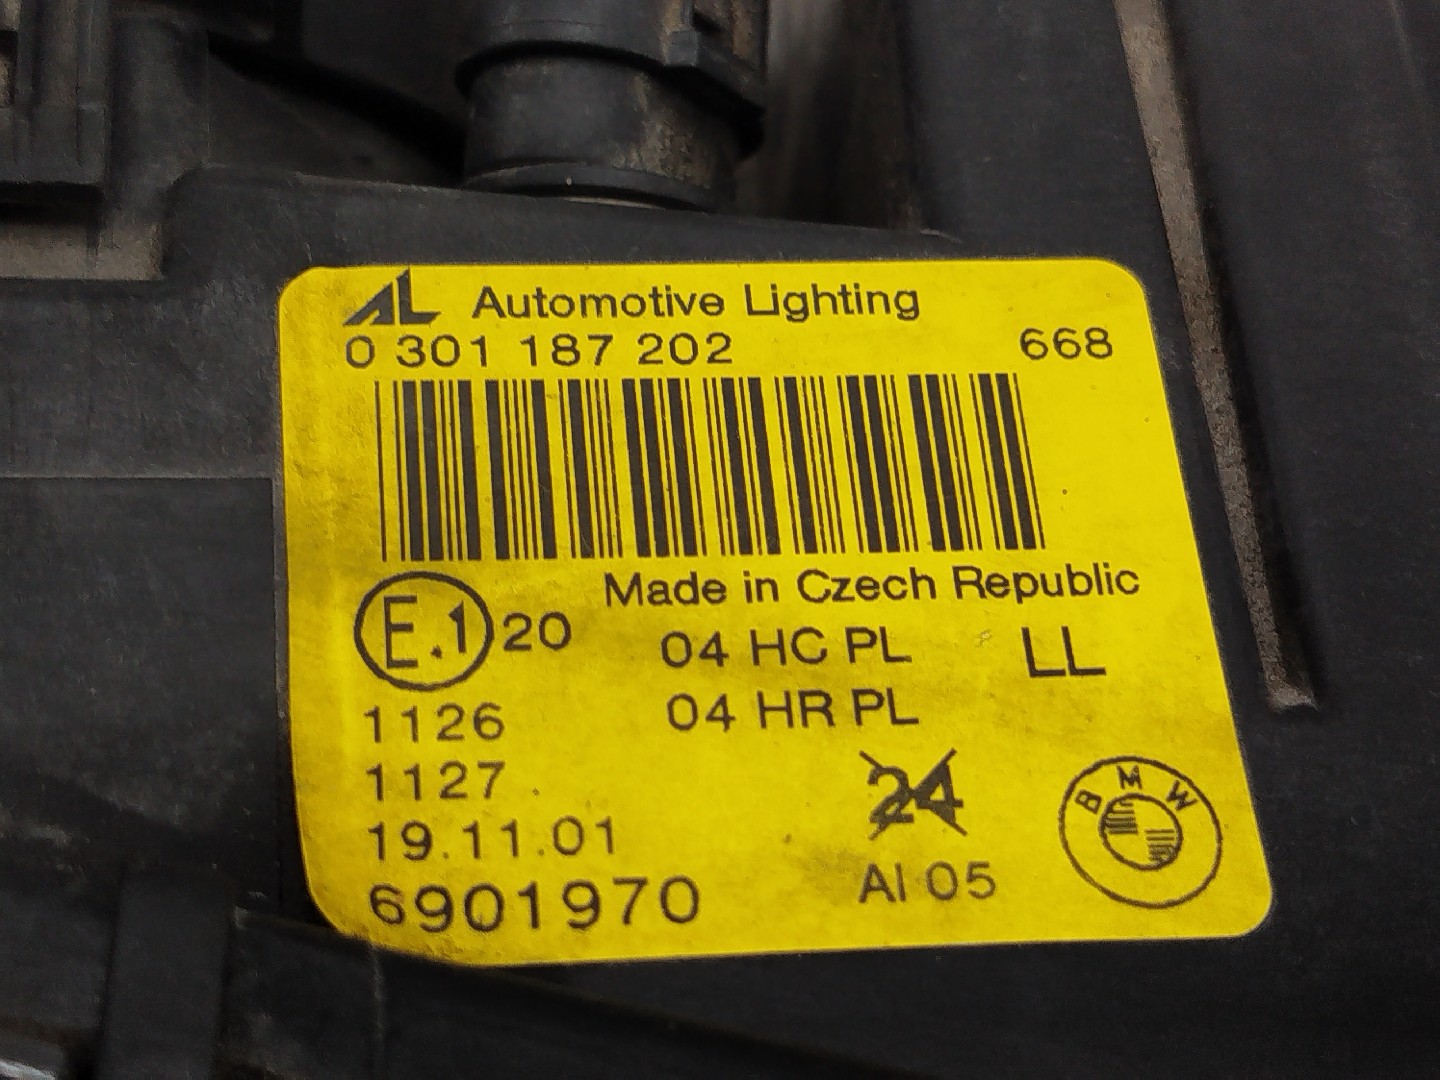 AL Automotive Lighting
0 301 187 202 668
Made in Czech Republic
E.1 20 04 HC PL LL
1126 04 HR PL
1127 24
19.11.01
6901970 AI 05
BMW